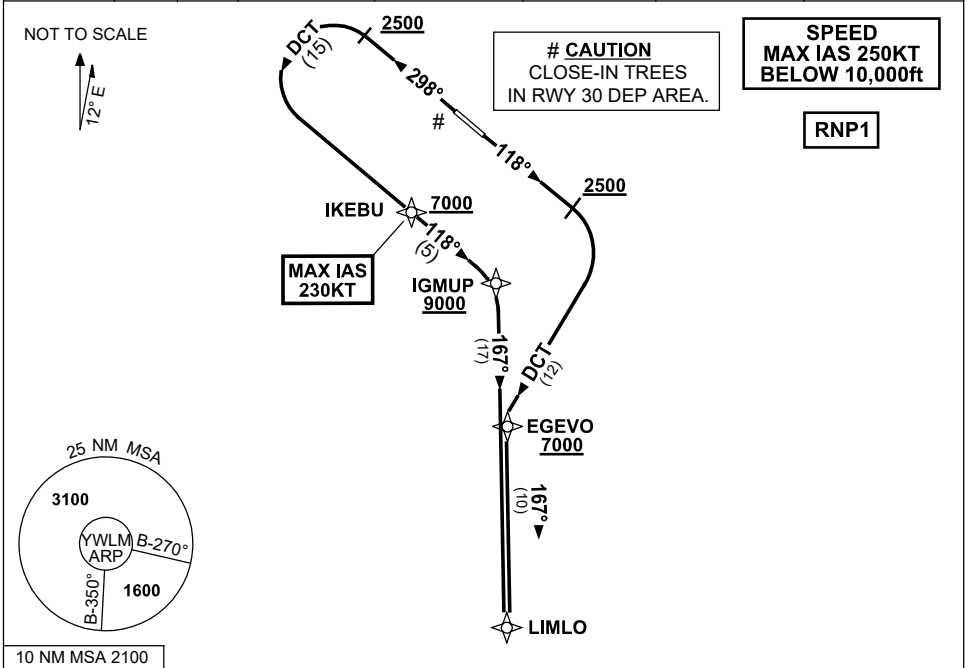 NOT TO SCALE
12° E
DCT
(15)
2500
298°
#
# CAUTION
CLOSE-IN TREES
IN RWY 30 DEP AREA.
SPEED
MAX IAS 250KT
BELOW 10,000ft
RNP1
118°
2500
IKEBU
7000
118°
(5)
MAX IAS
230KT
IGMUP
9000
167°
(17)
DCT
(12)
EGEVO
7000
167°
(10)
LIMLO
25 NM MSA
3100
YWLM
ARP
B-270°
B-350°
1600
10 NM MSA 2100